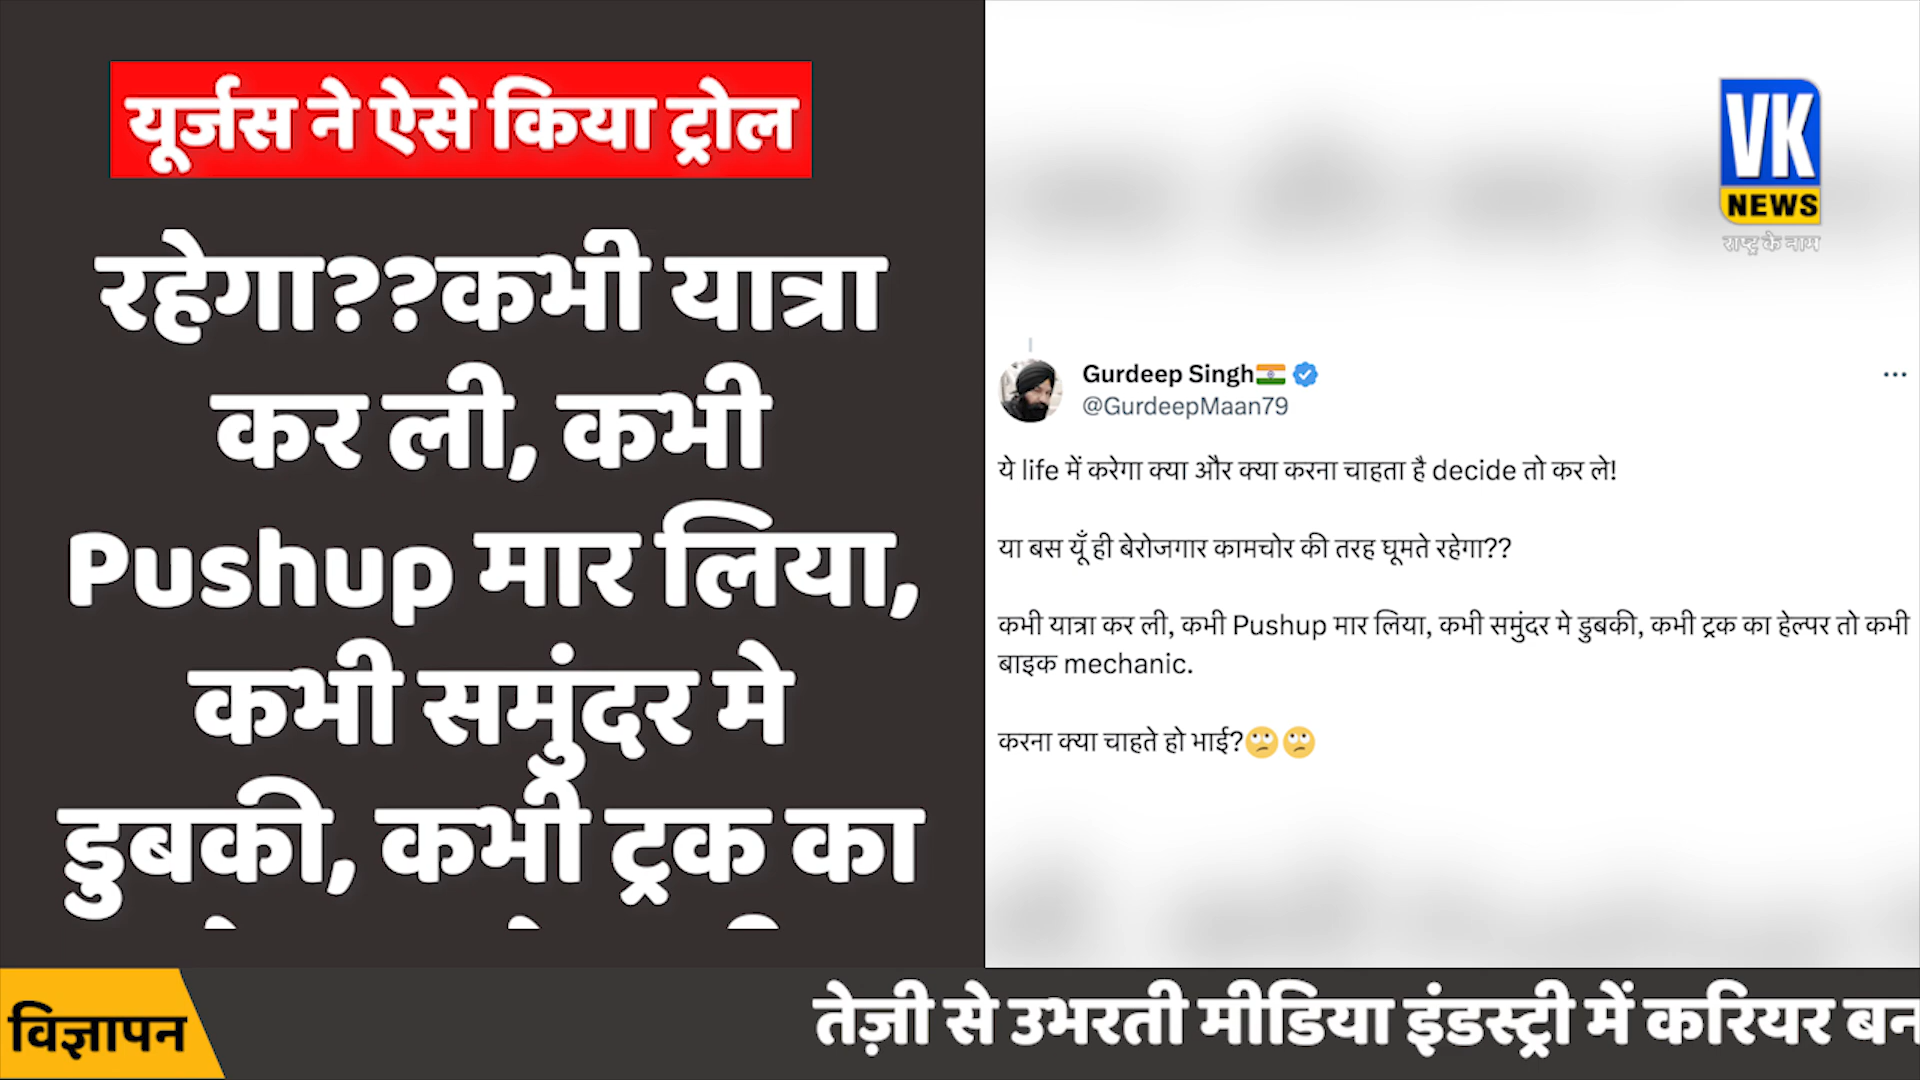 यूर्जस ने ऐसे किया ट्रोल
रहेगा??कभी यात्रा
कर ली, कभी
Pushup मार लिया,
कभी समुंदर मे
डुबकी, कभी ट्रक का
VK
NEWS
राष्ट्र के नाम
Gurdeep Singh🇮🇳
@GurdeepMaan79
ये life में करेगा क्या और क्या करना चाहता है decide तो कर ले!
या बस यूँ ही बेरोजगार कामचोर की तरह घूमते रहेगा??
कभी यात्रा कर ली, कभी Pushup मार लिया, कभी समुंदर मे डुबकी, कभी ट्रक का हेल्पर तो कभी
बाइक mechanic.
करना क्या चाहते हो भाई?🙄🙄
विज्ञापन
तेज़ी से उभरती मीडिया इंडस्ट्री में करियर बन